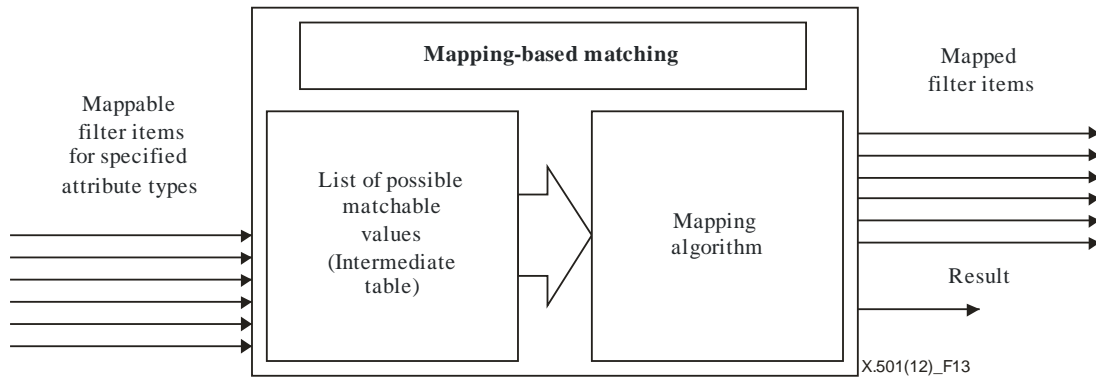 Mapping-based matching
Mappable
filter items
for specified
attribute types
List of possible
matchable
values
(Intermediate
table)
Mapping
algorithm
Mapped
filter items
Result
X.501(12)_F13